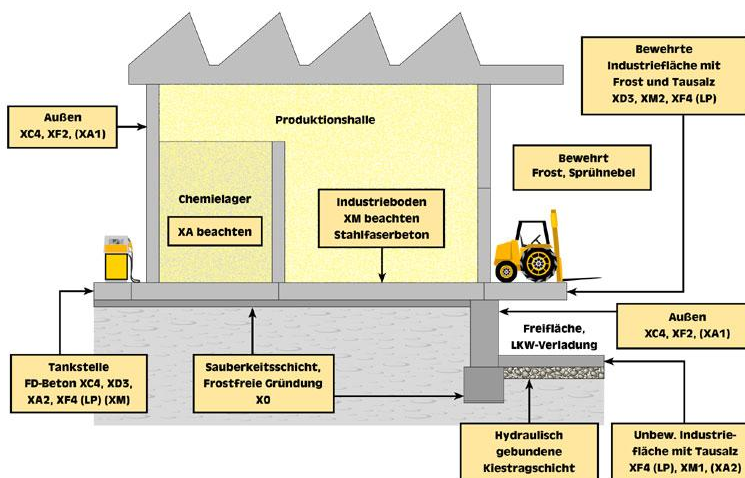 Bewehrte
Industriefläche mit
Frost und Tausalz
XD3, XM2, XF4 (LP)
Außen
XC4, XF2, (XA1)
Produktionshalle
Bewehrt
Frost, Sprühnebel
Chemielager
XA beachten
Industrieboden
XM beachten
Stahlfaserbeton
Außen
XC4, XF2, (XA1)
Freifläche,
LKW-Verladung
Tankstelle
FD-Beton XC4, XD3,
XA2, XF4 (LP) (XM)
Sauberkeitsschicht,
Frostfreie Gründung
X0
Hydraulisch
gebundene
Kiestragschicht
Unbew. Industrie-
fläche mit Tausalz
XF4 (LP), XM1, (XA2)